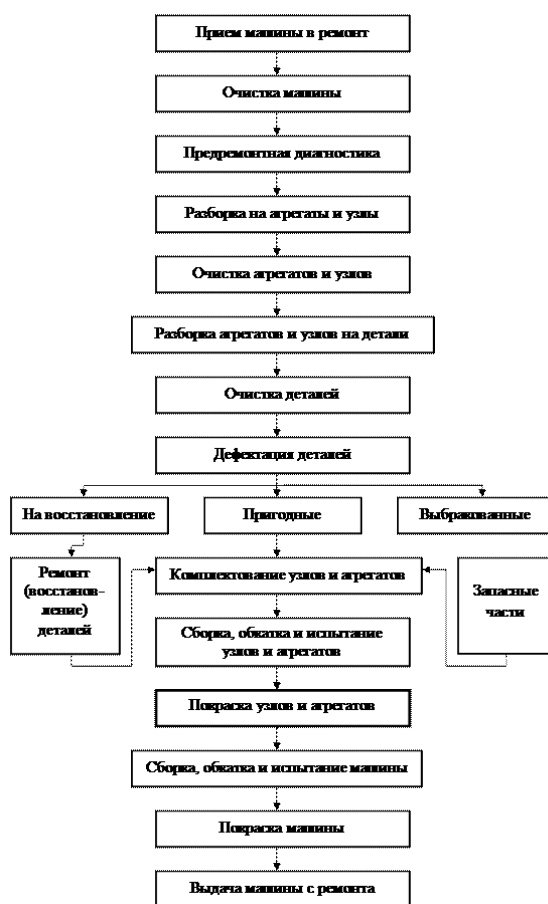 Прием машины в ремонт
Очистка машины
Предремонтная диагностика
Разборка на агрегаты и узлы
Очистка агрегатов и узлов
Разборка агрегатов и узлов на детали
Очистка деталей
Дефектация деталей
На восстановление
Пригодные
Выбракованные
Ремонт
(восстанов-
ление)
деталей
Комплектование узлов и агрегатов
Запасные
части
Сборка, обкатка и испытание
узлов и агрегатов
Покраска узлов и агрегатов
Сборка, обкатка и испытание машины
Покраска машины
Выдача машины с ремонта